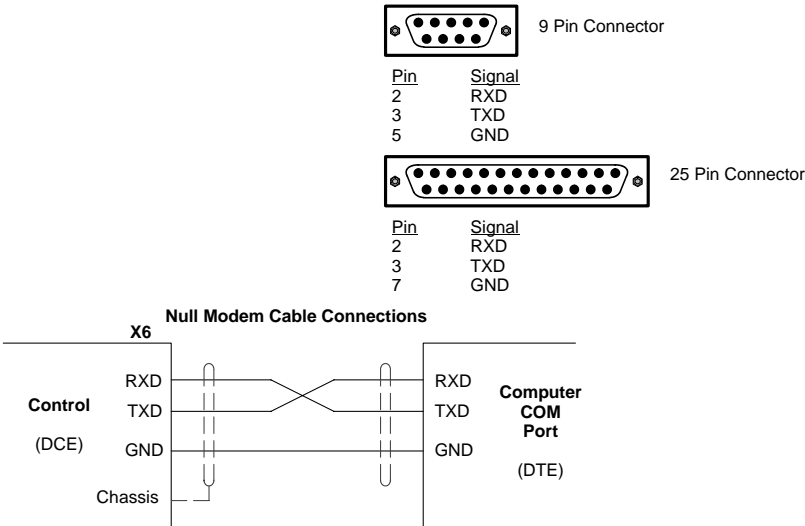 9 Pin Connector
Pin Signal
2 RXD
3 TXD
5 GND
25 Pin Connector
Pin Signal
2 RXD
3 TXD
7 GND
Null Modem Cable Connections
X6
RXD
TXD
GND
Control
(DCE)
Chassis
RXD
TXD
GND
Computer
COM
Port
(DTE)